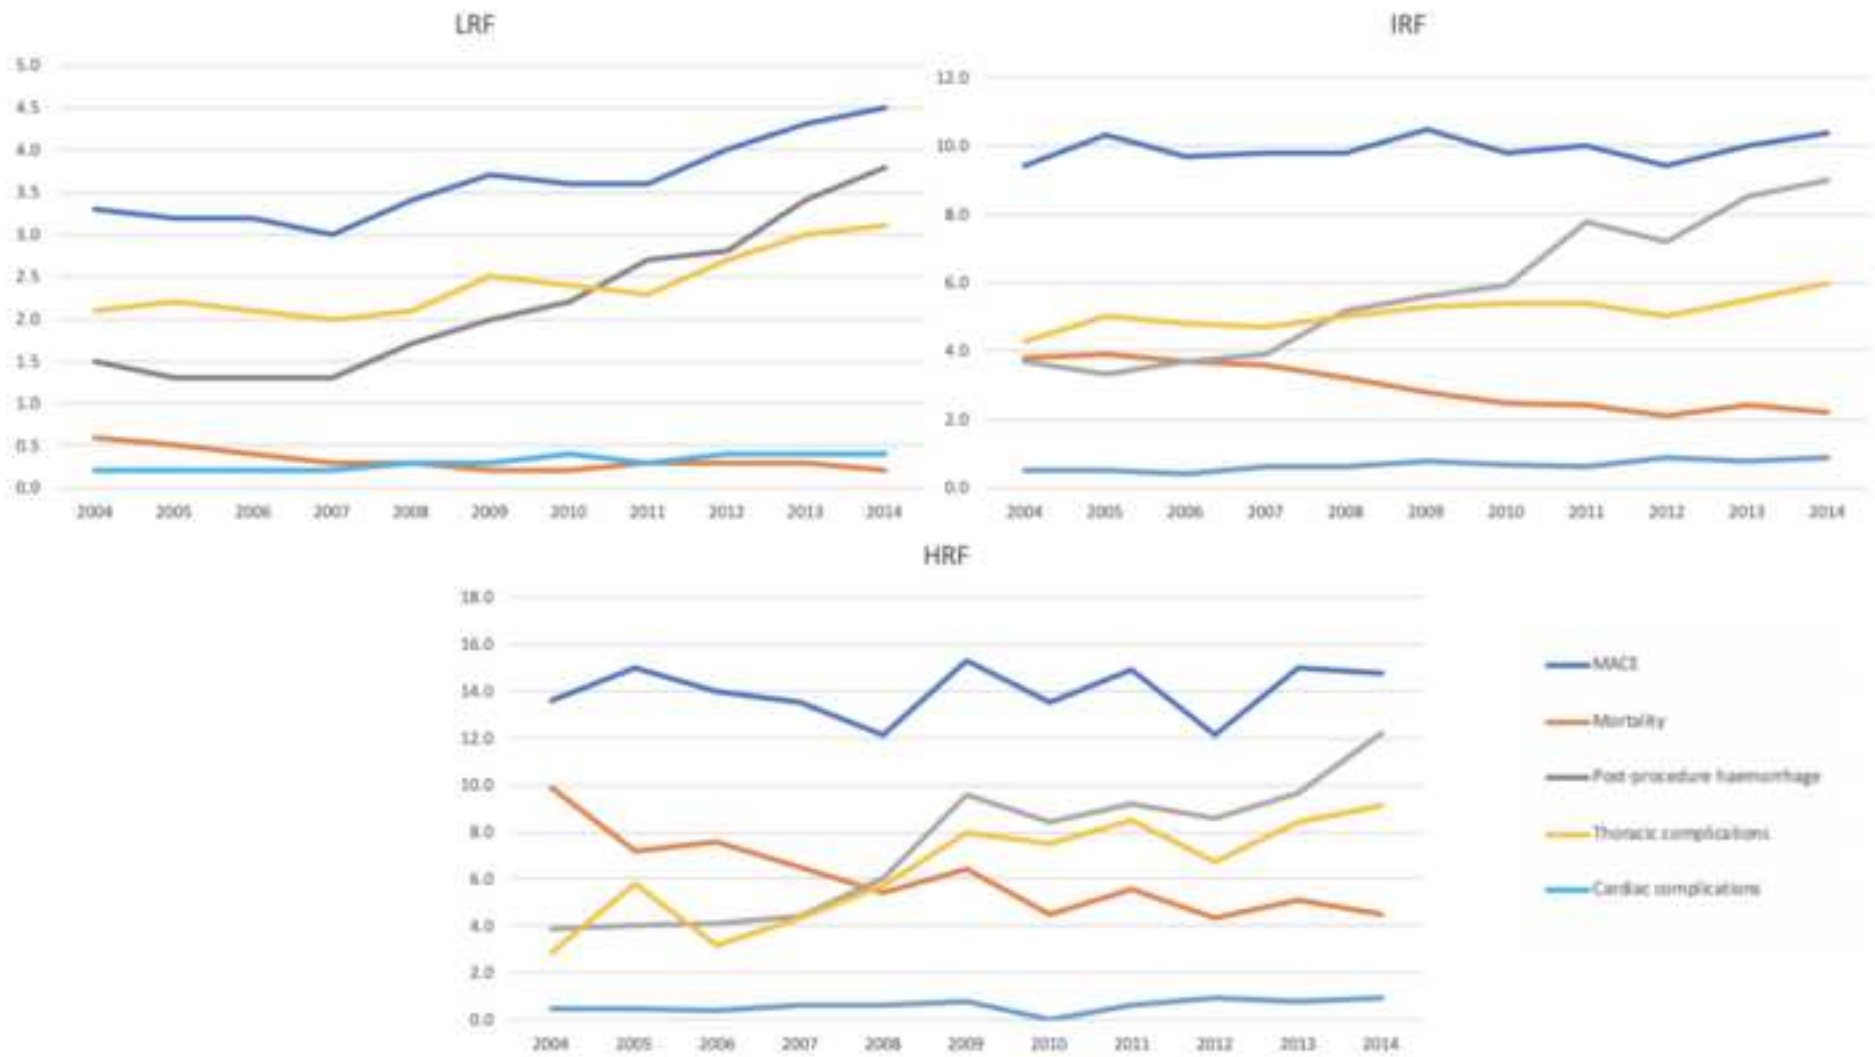 LRF
5.0
4.5
4.0
3.5
3.0
2.5
2.0
1.5
1.0
0.5
0.0
2004 2005 2006 2007 2008 2009 2010 2011 2012 2013 2014
IRF
12.0
10.0
8.0
6.0
4.0
2.0
0.0
2004 2005 2006 2007 2008 2009 2010 2011 2012 2013 2014
HRF
18.0
16.0
14.0
12.0
10.0
8.0
6.0
4.0
2.0
0.0
2004 2005 2006 2007 2008 2009 2010 2011 2012 2013 2014
MACE
Mortality
Post-procedure haemorrhage
Thoracic complications
Cardiac complications